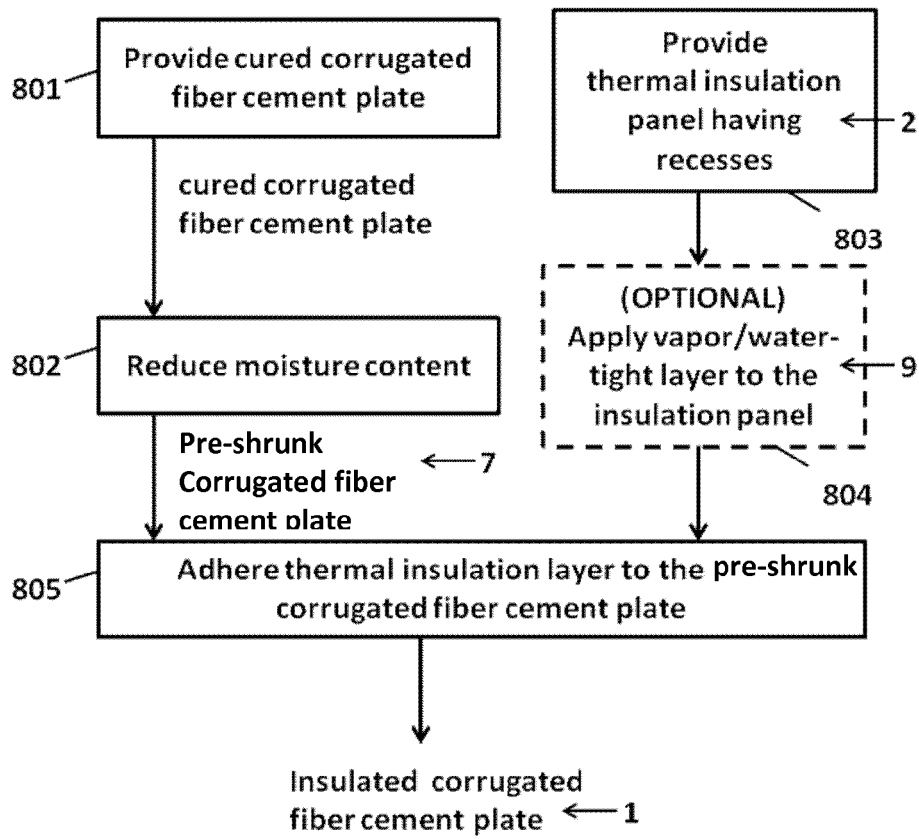 801
Provide cured corrugated
fiber cement plate
Provide
thermal insulation
panel having
recesses
2
803
cured corrugated
fiber cement plate
802
Reduce moisture content
(OPTIONAL)
Apply vapor/water-
tight layer to the
insulation panel
9
804
Pre-shrunk
Corrugated fiber
cement plate
7
805
Adhere thermal insulation layer to the pre-shrunk
corrugated fiber cement plate
Insulated corrugated
fiber cement plate
1